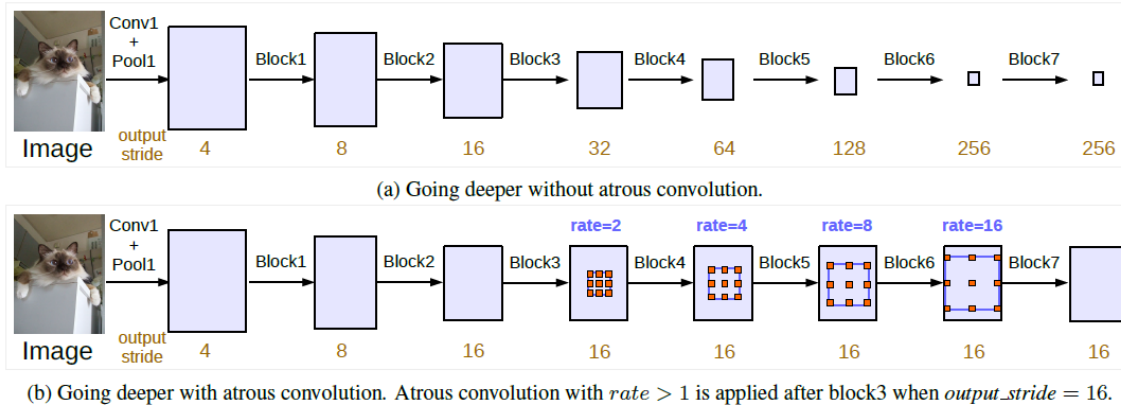 Conv1
+
Pool1
Block1 Block2 Block3 Block4 Block5 Block6 Block7
Image output stride 4 8 16 32 64 128 256 256
(a) Going deeper without atrous convolution.
rate=2 rate=4 rate=8 rate=16
Conv1
+
Pool1
Block1 Block2 Block3 Block4 Block5 Block6 Block7
Image output stride 4 8 16 16 16 16 16 16
(b) Going deeper with atrous convolution. Atrous convolution with rate > 1 is applied after block3 when output_stride = 16.